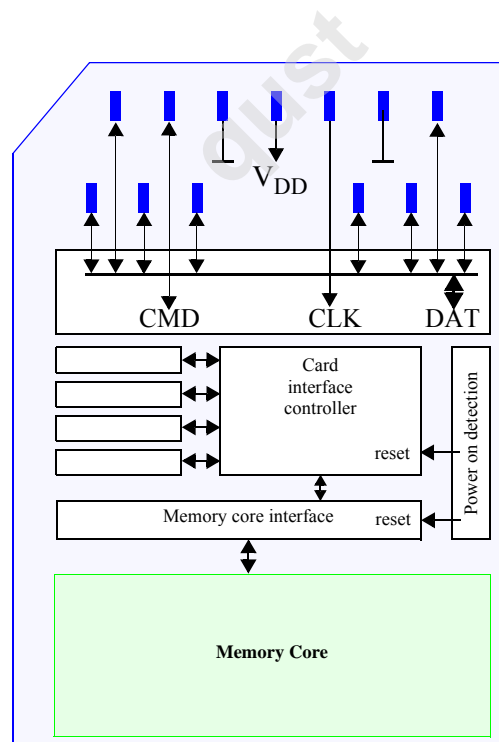 qust
V DD
CMD CLK DAT
Card
interface
controller
reset
Power on detection
Memory core interface reset
Memory Core